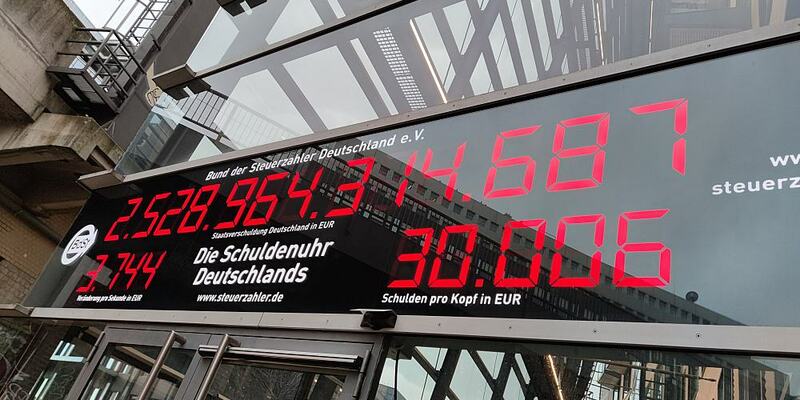 Bund der Steuerzahler Deutschland e.V.
2.528.964.314.687
Staatsverschuldung Deutschland in EUR
BdSt
3.744
Veränderung pro Sekunde in EUR
Die Schuldenuhr
Deutschlands
www.steuerzahler.de
30.006
Schulden pro Kopf in EUR
ww
steuerz